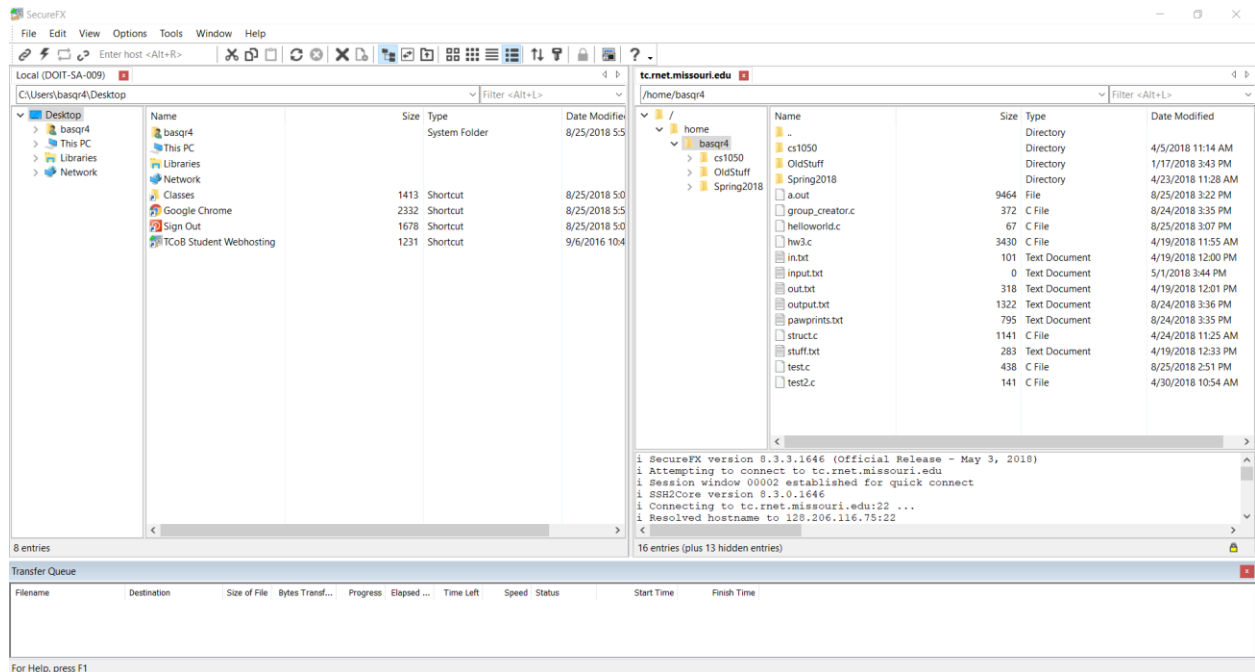 SecureFX
File Edit View Options Tools Window Help
Enter host <Alt+R>
Local (DOIT-SA-009)
C:\Users\basqr4\Desktop Filter <Alt+L>
Desktop
basqr4
This PC
Libraries
Network
Name Size Type Date Modifie
basqr4 System Folder 8/25/2018 5:5
This PC
Libraries
Network
Classes 1413 Shortcut 8/25/2018 5:0
Google Chrome 2332 Shortcut 8/25/2018 5:5
Sign Out 1678 Shortcut 8/25/2018 5:0
TCoB Student Webhosting 1231 Shortcut 9/6/2016 10:4
8 entries
tc.rnet.missouri.edu
/home/basqr4 Filter <Alt+L>
/
home
basqr4
cs1050
OldStuff
Spring2018
Name Size Type Date Modified
.. Directory
cs1050 Directory 4/5/2018 11:14 AM
OldStuff Directory 1/17/2018 3:43 PM
Spring2018 Directory 4/23/2018 11:28 AM
a.out 9464 File 8/25/2018 3:22 PM
group_creator.c 372 C File 8/24/2018 3:35 PM
helloworld.c 67 C File 8/25/2018 3:07 PM
hw3.c 3430 C File 4/19/2018 11:55 AM
in.txt 101 Text Document 4/19/2018 12:00 PM
input.txt 0 Text Document 5/1/2018 3:44 PM
out.txt 318 Text Document 4/19/2018 12:01 PM
output.txt 1322 Text Document 8/24/2018 3:36 PM
pawprints.txt 795 Text Document 8/24/2018 3:35 PM
struct.c 1141 C File 4/24/2018 11:25 AM
stuff.txt 283 Text Document 4/19/2018 12:33 PM
test.c 438 C File 8/25/2018 2:51 PM
test2.c 141 C File 4/30/2018 10:54 AM
i SecureFX version 8.3.3.1646 (Official Release - May 3, 2018)
i Attempting to connect to tc.rnet.missouri.edu
i Session window 00002 established for quick connect
i SSH2Core version 8.3.0.1646
i Connecting to tc.rnet.missouri.edu:22 ...
i Resolved hostname to 128.206.116.75:22
16 entries (plus 13 hidden entries)
Transfer Queue
Filename Destination Size of File Bytes Transf... Progress Elapsed ... Time Left Speed Status Start Time Finish Time
For Help, press F1